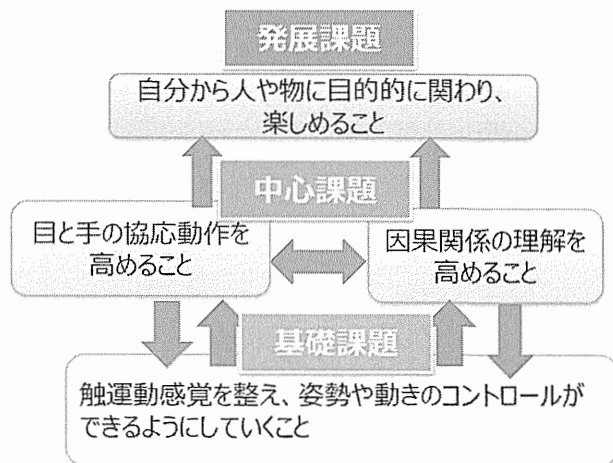 発展課題
自分から人や物に目的的に関わり、
楽しめること
中心課題
目と手の協応動作を
高めること
因果関係の理解を
高めること
基礎課題
触運動感覚を整え、姿勢や動きのコントロールが
できるようにしていくこと